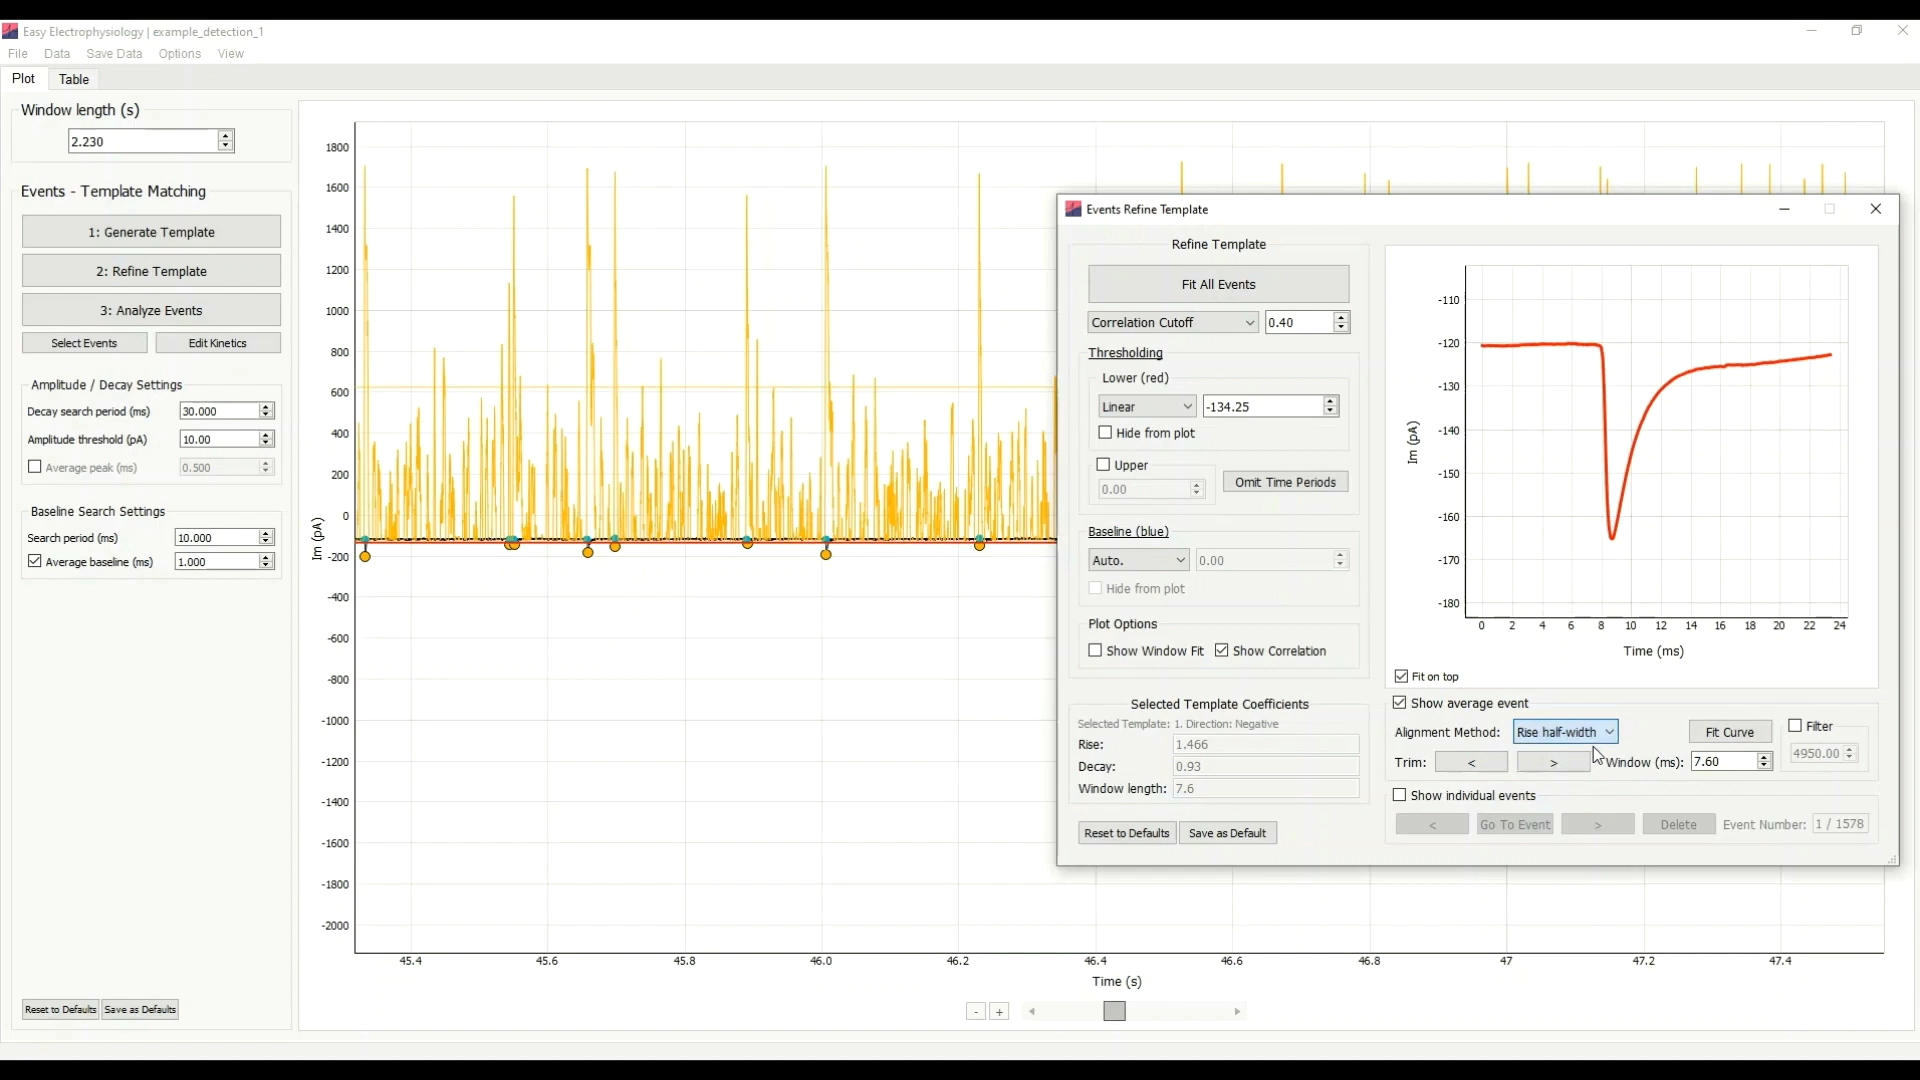 Easy Electrophysiology | example_detection_1
File Data Save Data Options View
Plot Table
Window length (s)
2.230
Events - Template Matching
1: Generate Template
2: Refine Template
3: Analyze Events
Select Events Edit Kinetics
Amplitude / Decay Settings
Decay search period (ms) 30.000
Amplitude threshold (pA) 10.00
Average peak (ms) 0.500
Baseline Search Settings
Search period (ms) 10.000
Average baseline (ms) 1.000
Reset to Defaults Save as Defaults
Im (pA)
1800
1600
1400
1200
1000
800
600
400
200
0
-200
-400
-600
-800
-1000
-1200
-1400
-1600
-1800
-2000
45.4 45.6 45.8 46.0 46.2 46.4 46.6 46.8 47 47.2 47.4
Time (s)
- +
Events Refine Template
Refine Template
Fit All Events
Correlation Cutoff 0.40
Thresholding
Lower (red)
Linear -134.25
Hide from plot
Upper
0.00 Omit Time Periods
Baseline (blue)
Auto. 0.00
Hide from plot
Plot Options
Show Window Fit Show Correlation
Selected Template Coefficients
Selected Template: 1. Direction: Negative
Rise: 1.466
Decay: 0.93
Window length: 7.6
Reset to Defaults Save as Default
Im (pA)
-110
-120
-130
-140
-150
-160
-170
-180
0 2 4 6 8 10 12 14 16 18 20 22 24
Time (ms)
Fit on top
Show average event
Alignment Method: Rise half-width Fit Curve Filter
Trim: < > Window (ms): 7.60 4950.00
Show individual events
< Go To Event > Delete Event Number: 1 / 1578